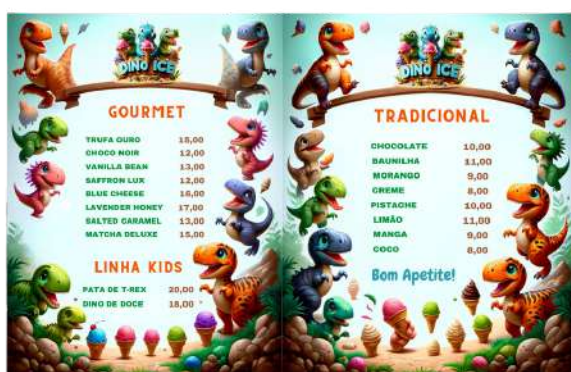 DINO ICE
GOURMET
TRUFA OURO 15,00
CHOCO NOIR 12,00
VANILLA BEAN 13,00
SAFFRON LUX 12,00
BLUE CHEESE 16,00
LAVENDER HONEY 17,00
SALTED CARAMEL 13,00
MATCHA DELUXE 15,00
LINHA KIDS
PATA DE T-REX 20,00
DINO DE DOCE 18,00
DINO ICE
TRADICIONAL
CHOCOLATE 10,00
BAUNILHA 11,00
MORANGO 9,00
CREME 8,00
PISTACHE 10,00
LIMÃO 11,00
MANGA 9,00
COCO 8,00
Bom Apetite!